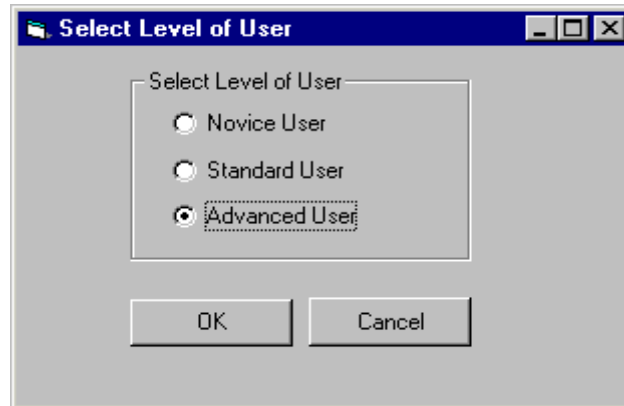 Select Level of User
Select Level of User
Novice User
Standard User
Advanced User
OK Cancel